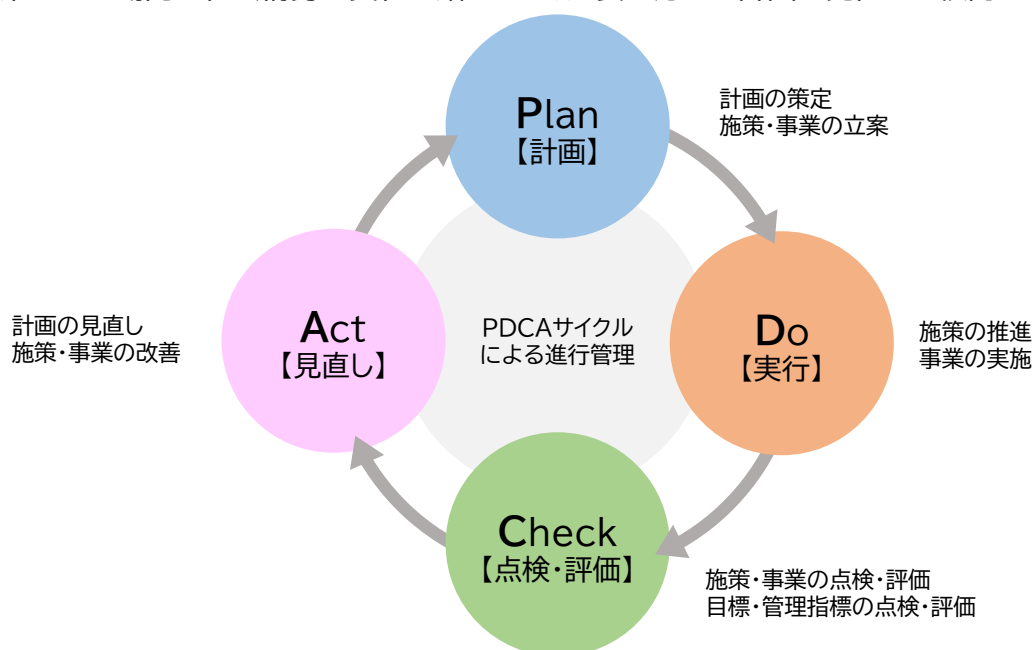 Plan
【計画】
計画の策定
施策・事業の立案
Do
【実行】
施策の推進
事業の実施
Check
【点検・評価】
施策・事業の点検・評価
目標・管理指標の点検・評価
Act
【見直し】
計画の見直し
施策・事業の改善
PDCAサイクル
による進行管理